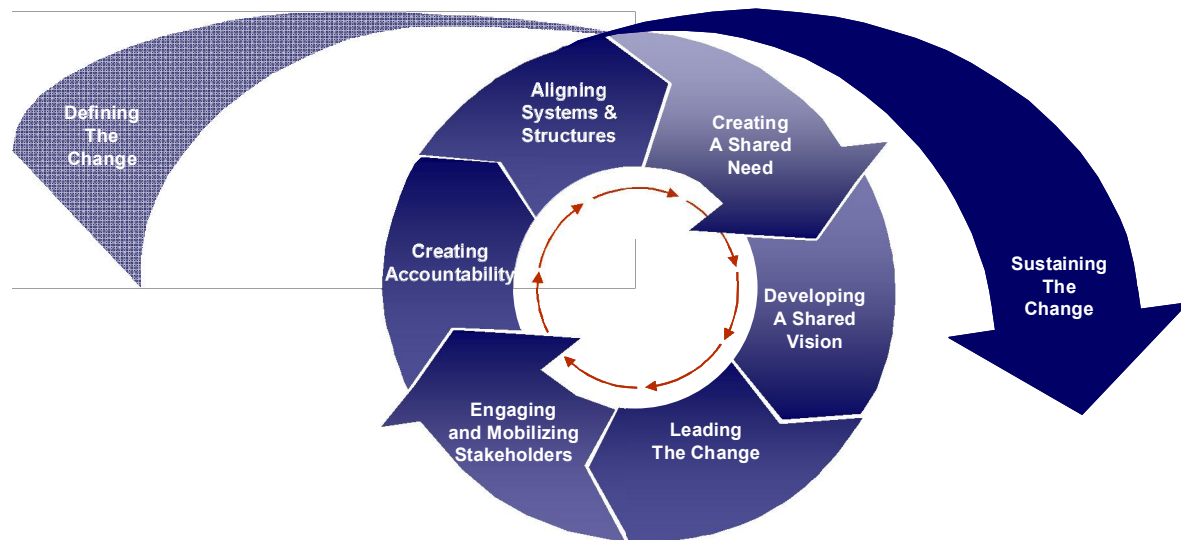 Defining
The
Change
Aligning
Systems &
Structures
Creating
A Shared
Need
Developing
A Shared
Vision
Leading
The Change
Engaging
and Mobilizing
Stakeholders
Creating
Accountability
Sustaining
The
Change